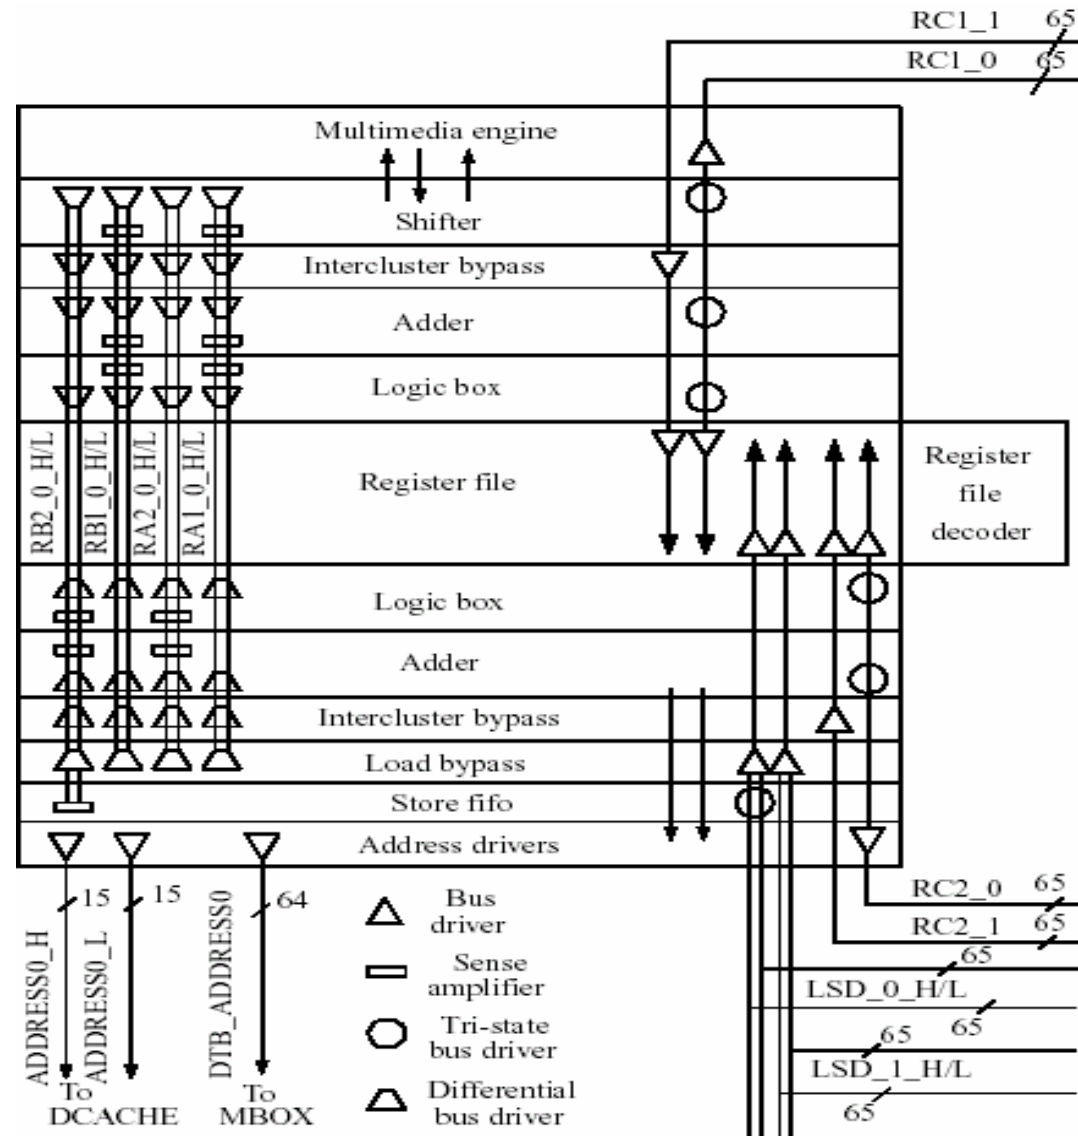 RC1_1 65
RC1_0 65
Multimedia engine
Shifter
Intercluster bypass
Adder
Logic box
RB2_0_H/L
RB1_0_H/L
RA2_0_H/L
RA1_0_H/L
Register file
Register
file
decoder
Logic box
Adder
Intercluster bypass
Load bypass
Store fifo
Address drivers
ADDRESS0_H
15
ADDRESS0_L
15
DTB_ADDRESS0
64
To
DCACHE
To
MBOX
Bus
driver
Sense
amplifier
Tri-state
bus driver
Differential
bus driver
RC2_0 65
RC2_1 65
65
LSD_0_H/L
65
65
LSD_1_H/L
65